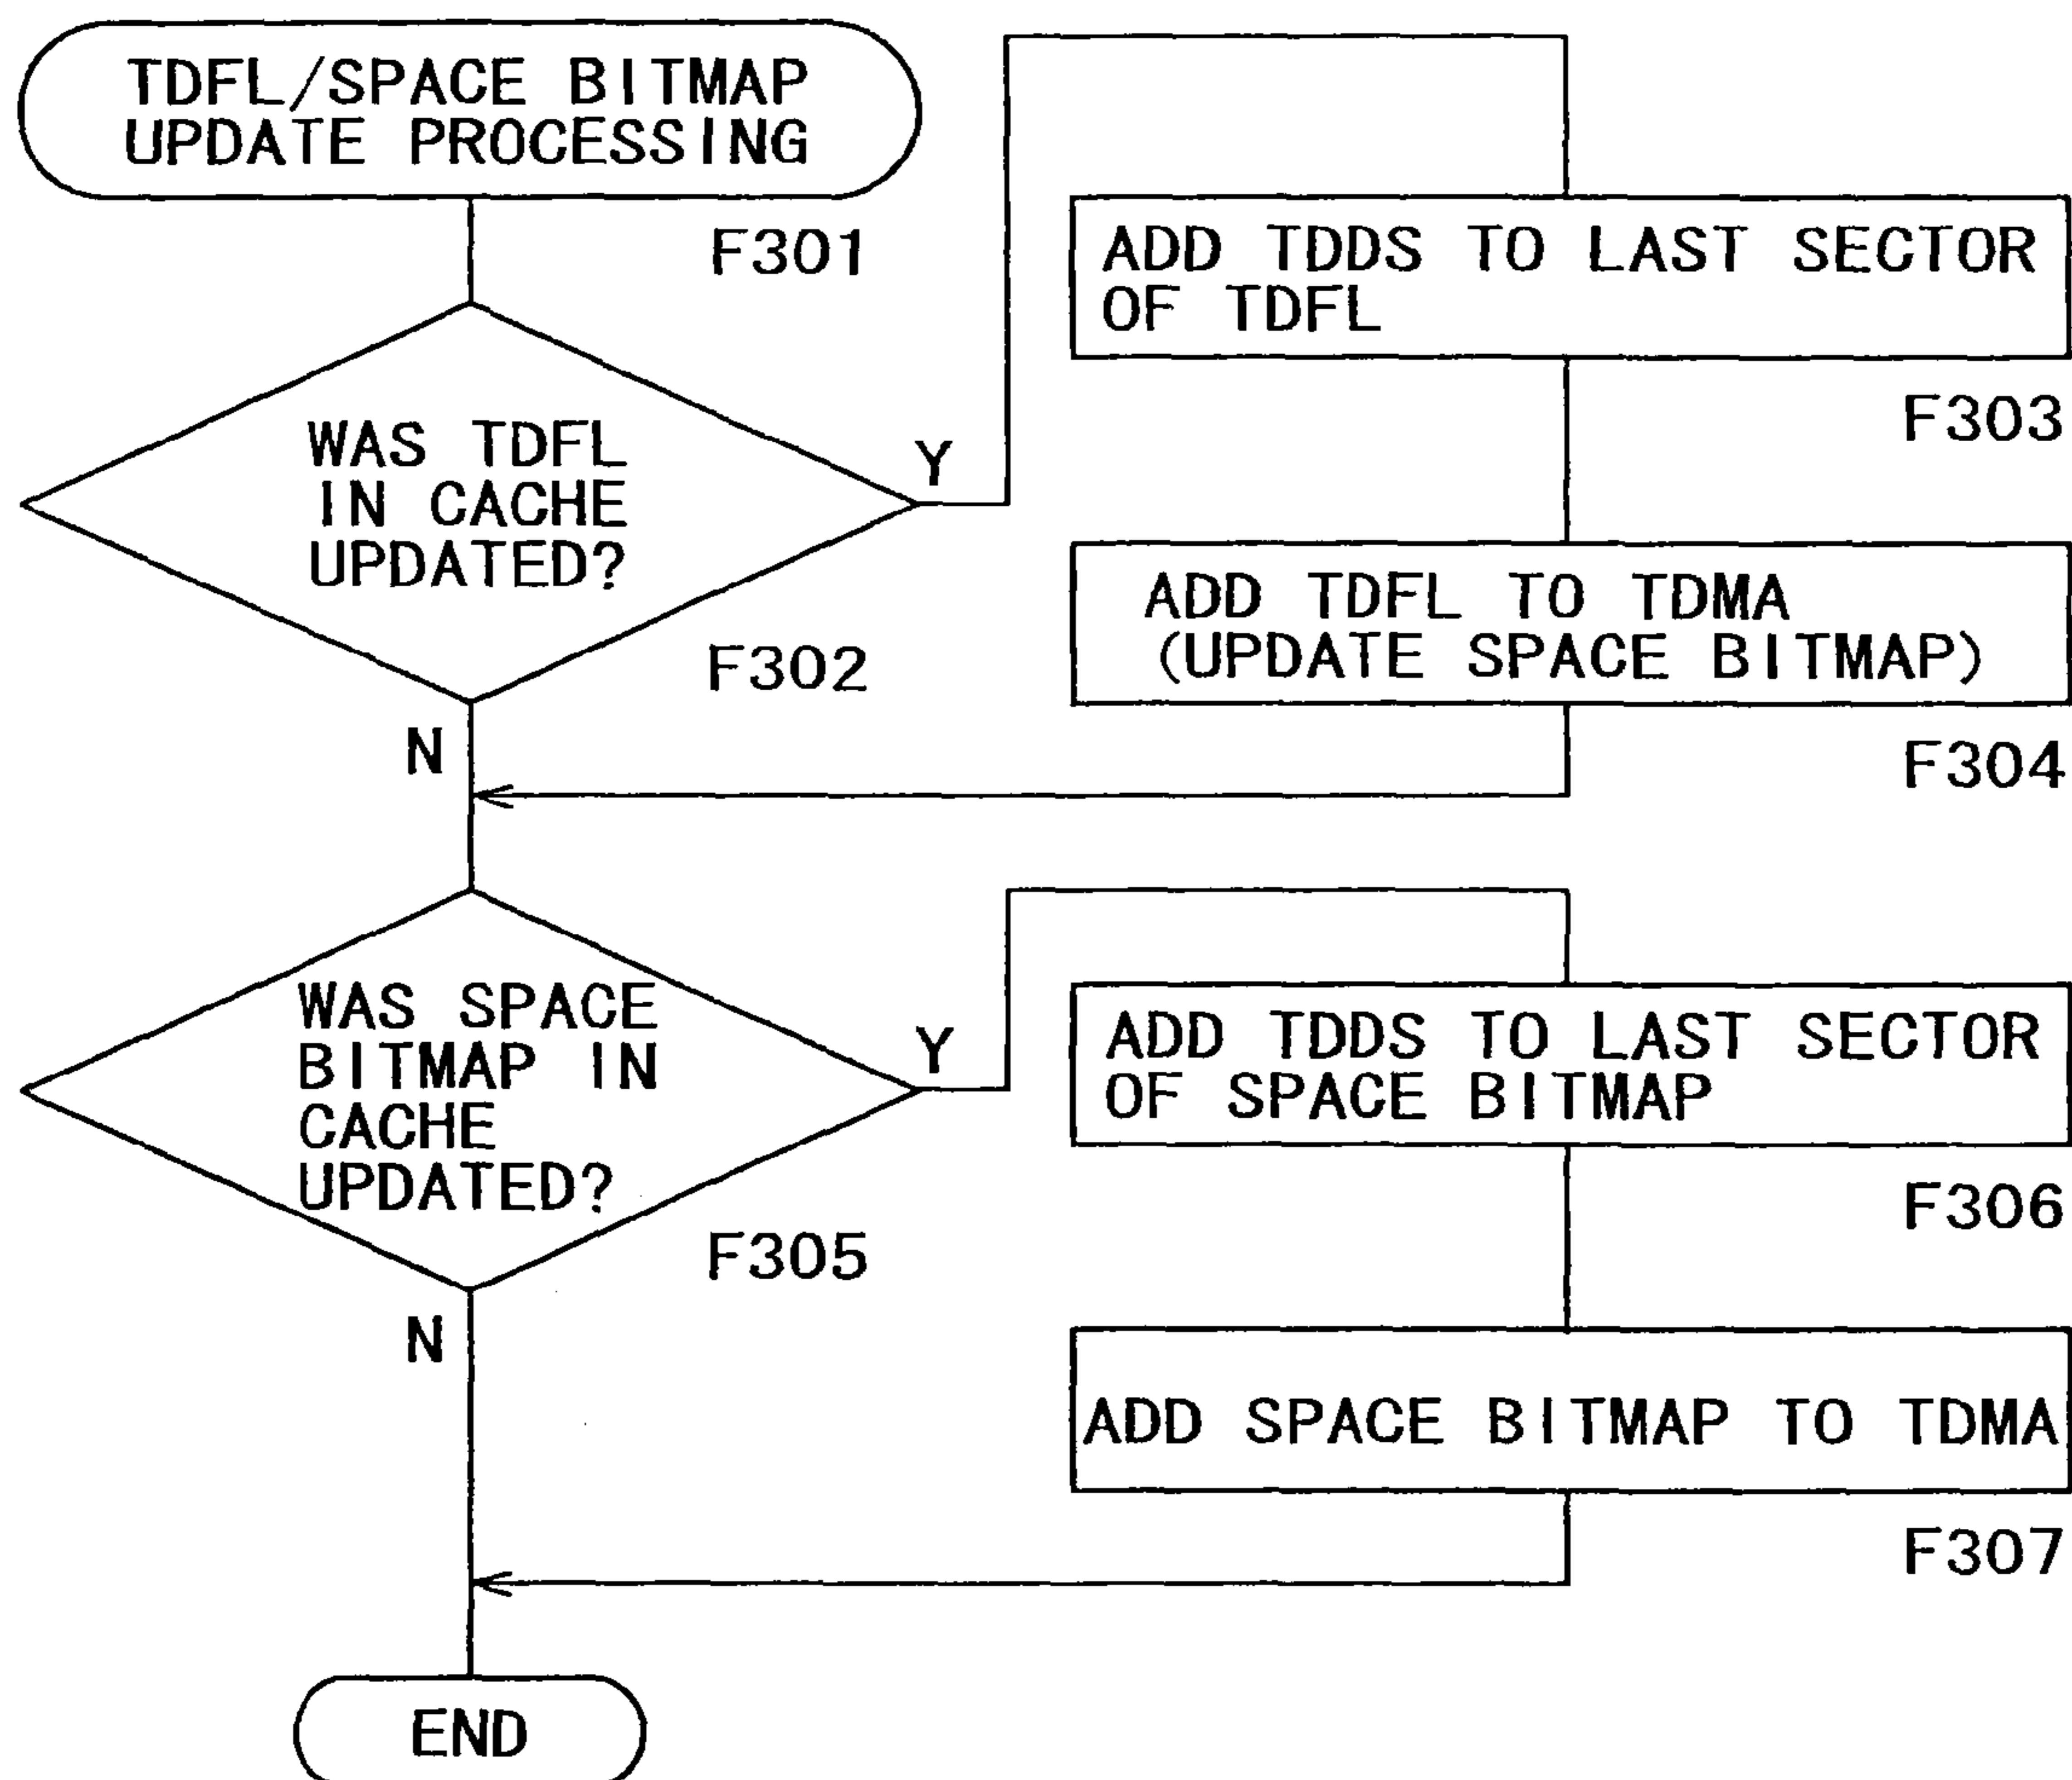 TDFL/SPACE BITMAP
UPDATE PROCESSING
F301
WAS TDFL
IN CACHE
UPDATED?
F302
Y
N
ADD TDDS TO LAST SECTOR
OF TDFL
F303
ADD TDFL TO TDMA
(UPDATE SPACE BITMAP)
F304
WAS SPACE
BITMAP IN
CACHE
UPDATED?
F305
Y
N
ADD TDDS TO LAST SECTOR
OF SPACE BITMAP
F306
ADD SPACE BITMAP TO TDMA
F307
END